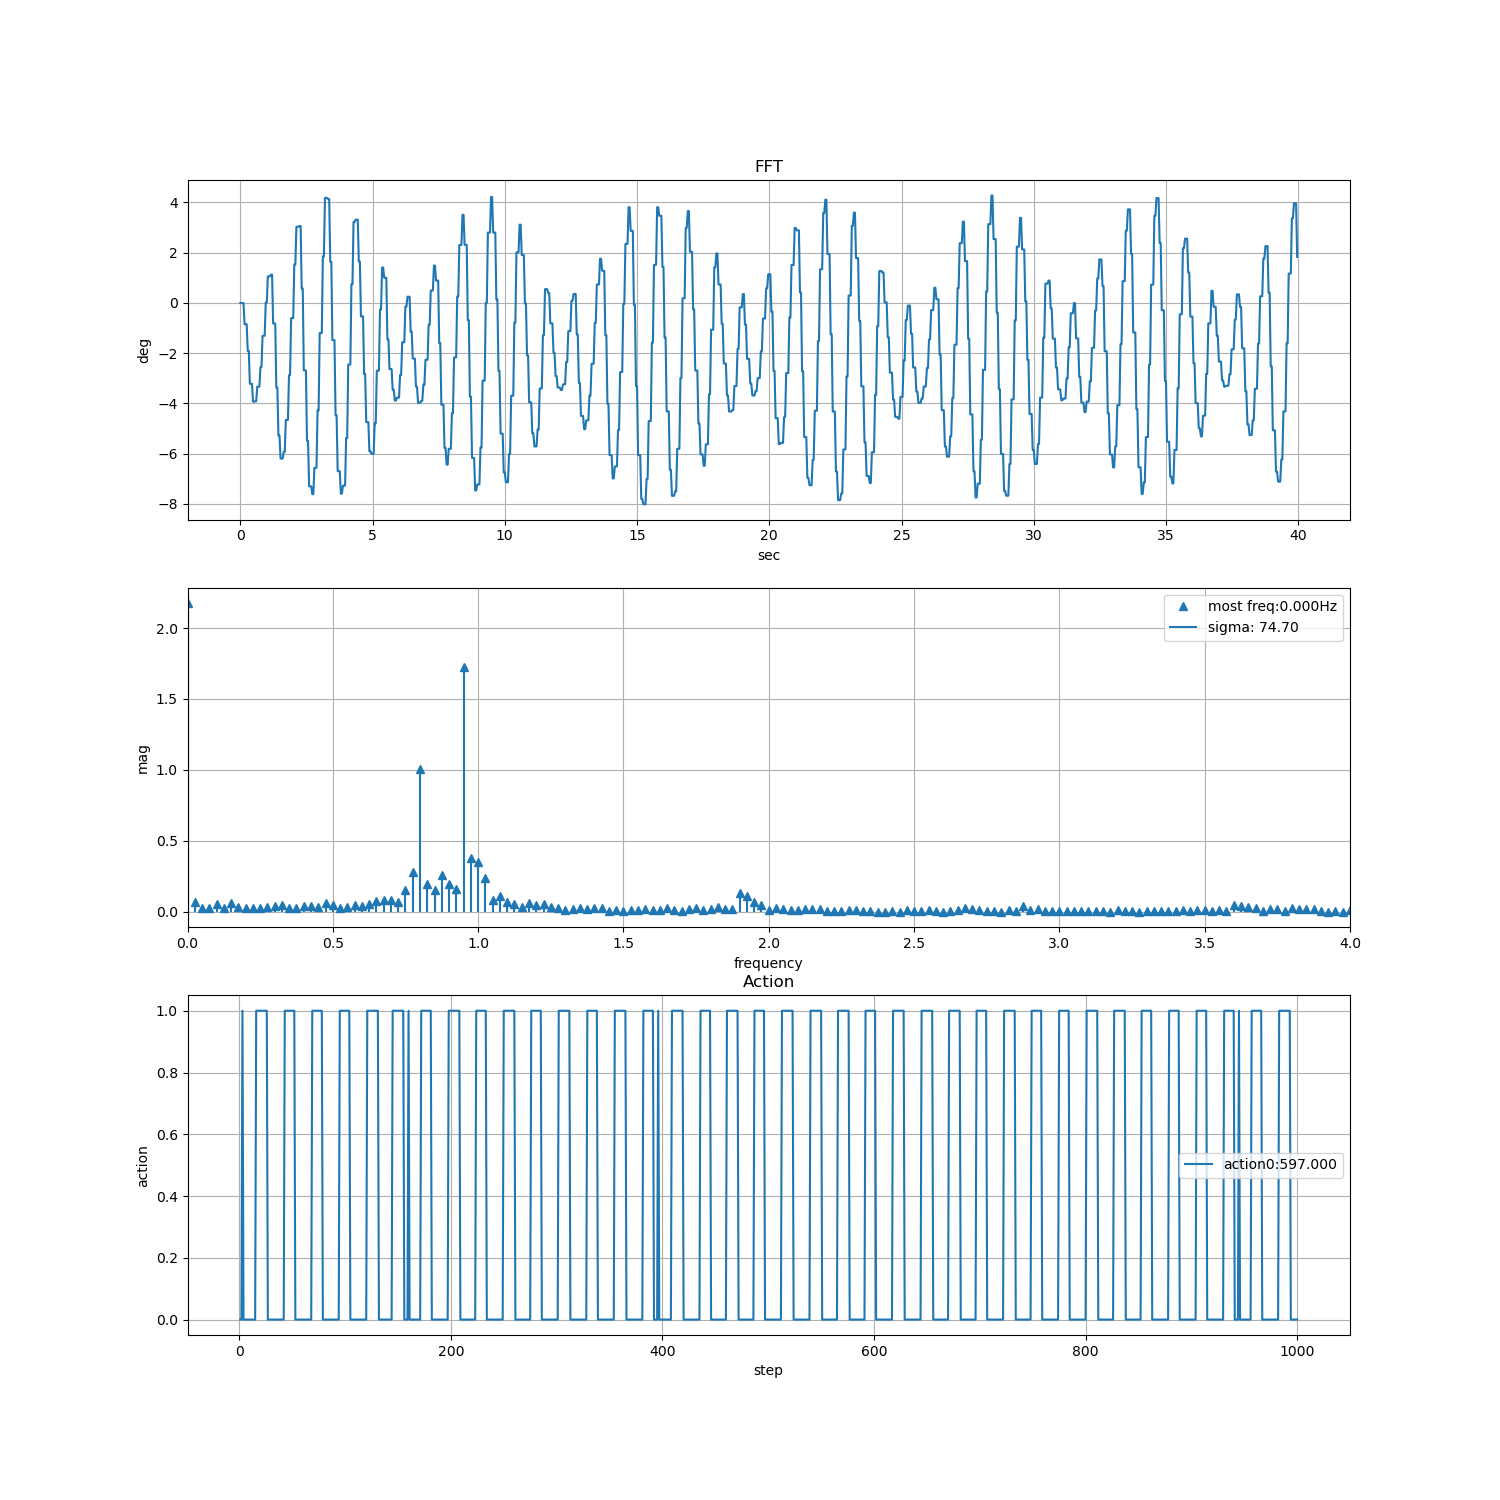 FFT
4
2
0
−2
−4
−6
−8
deg
0 5 10 15 20 25 30 35 40
sec
most freq:0.000Hz
sigma: 74.70
2.0
1.5
1.0
0.5
0.0
mag
0.0 0.5 1.0 1.5 2.0 2.5 3.0 3.5 4.0
frequency
Action
1.0
0.8
0.6
0.4
0.2
0.0
action
action0:597.000
0 200 400 600 800 1000
step